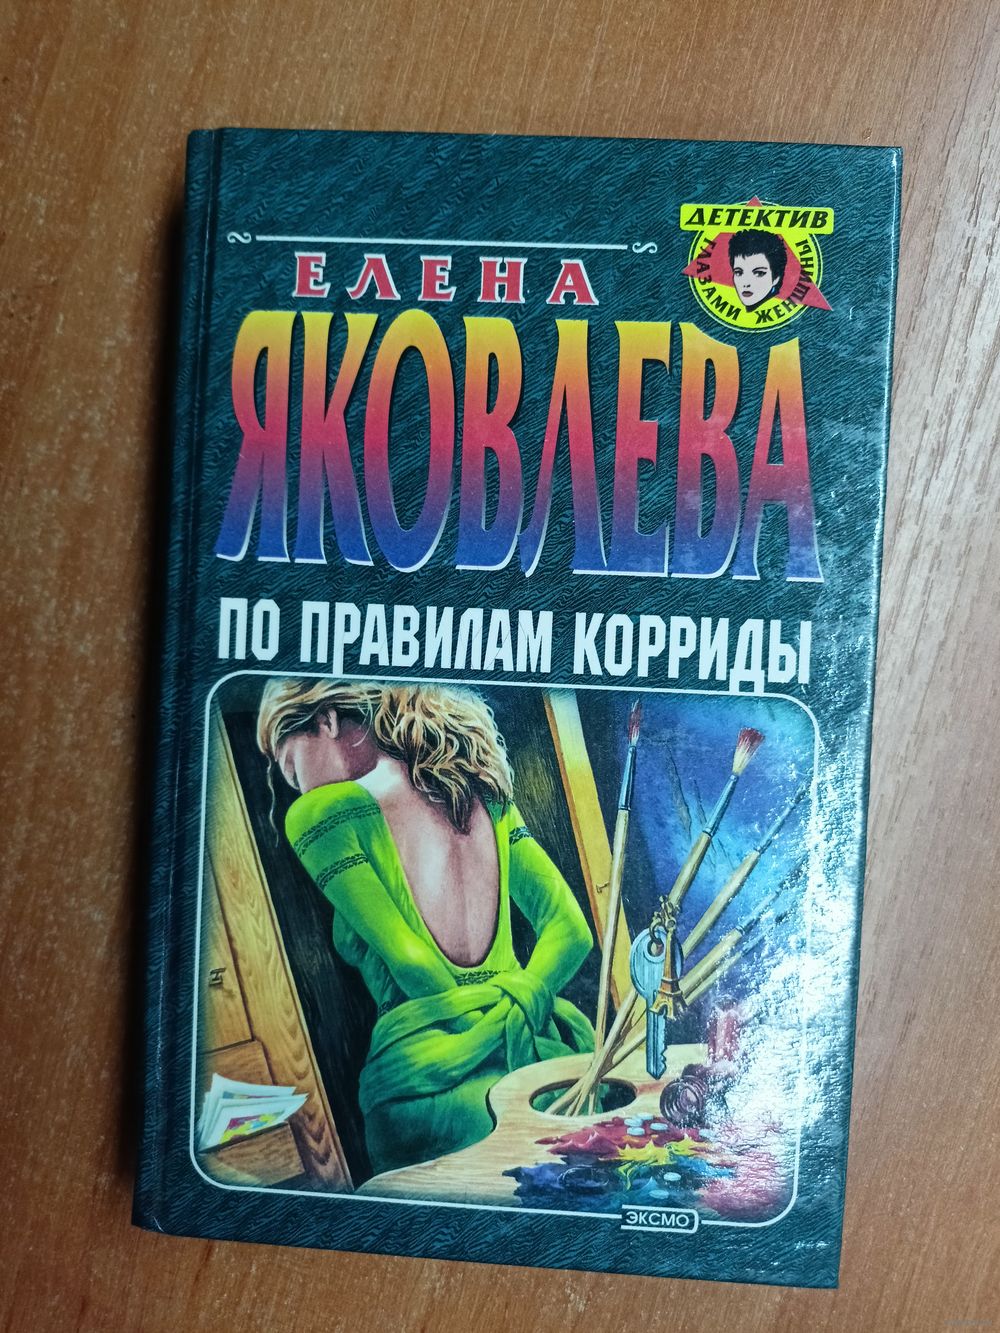 ДЕТЕКТИВ
ГЛАЗАМИ ЖЕНЩИНЫ
ЕЛЕНА
ЯКОВЛЕВА
ПО ПРАВИЛАМ КОРРИДЫ
ЭКСМО